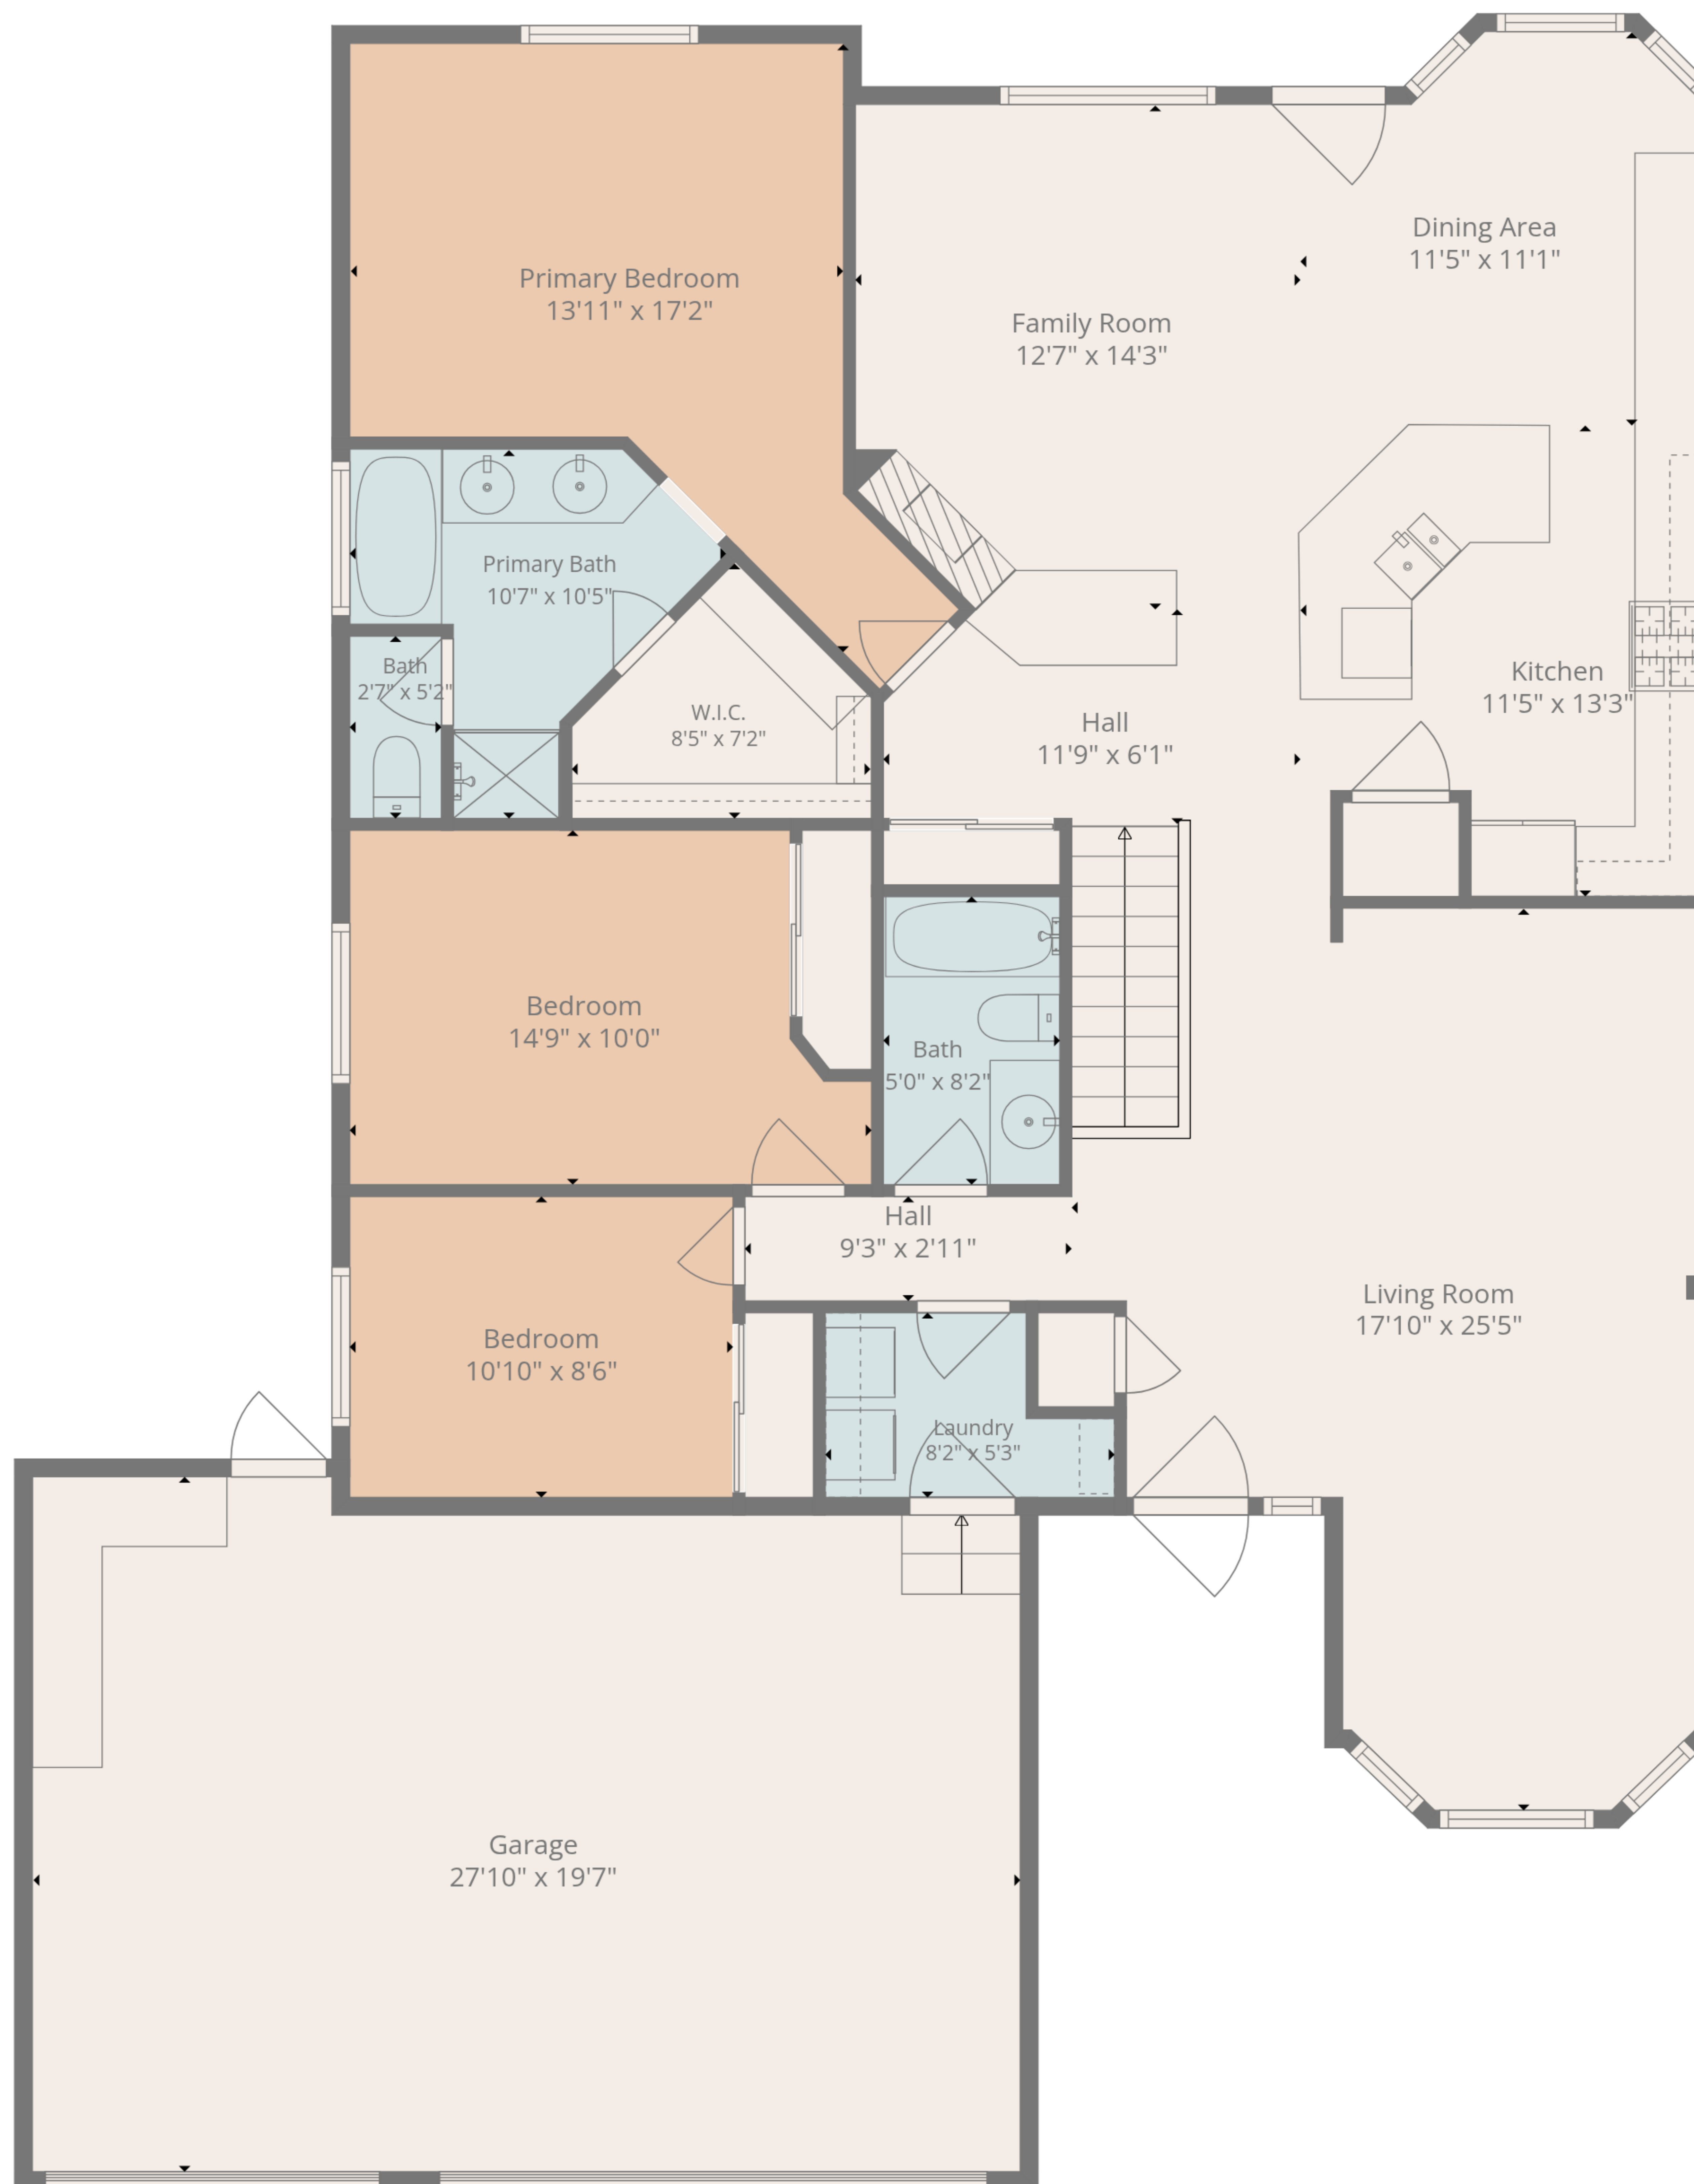 Dining Area
11'5" x 11'1"
Primary Bedroom
13'11" x 17'2"
Family Room
12'7" x 14'3"
Primary Bath
10'7" x 10'5"
Bath
2'7" x 5'2"
Kitchen
11'5" x 13'3"
W.I.C.
8'5" x 7'2"
Hall
11'9" x 6'1"
Bedroom
14'9" x 10'0"
Bath
5'0" x 8'2"
Hall
9'3" x 2'11"
Living Room
17'10" x 25'5"
Bedroom
10'10" x 8'6"
Laundry
8'2" x 5'3"
Garage
27'10" x 19'7"